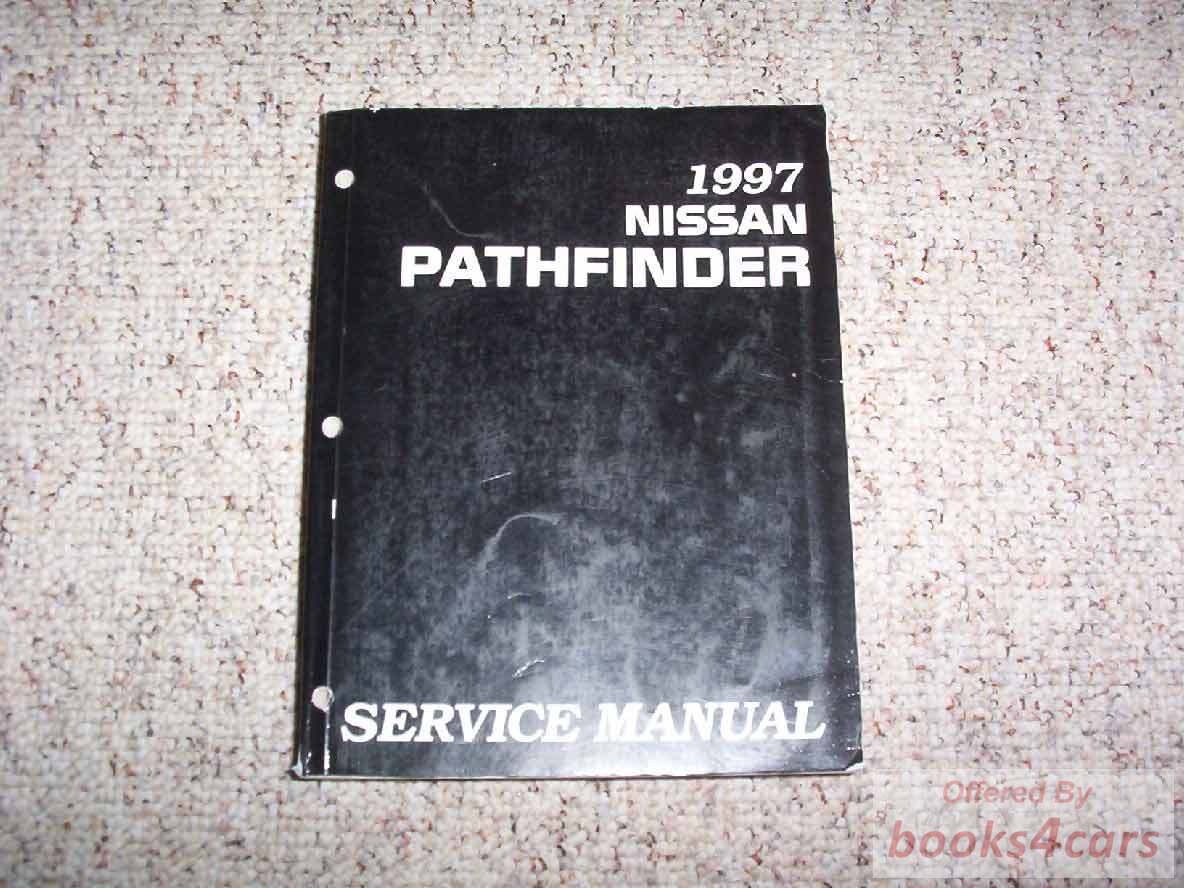 1997
NISSAN
PATHFINDER
SERVICE MANUAL
Offered By
books4cars